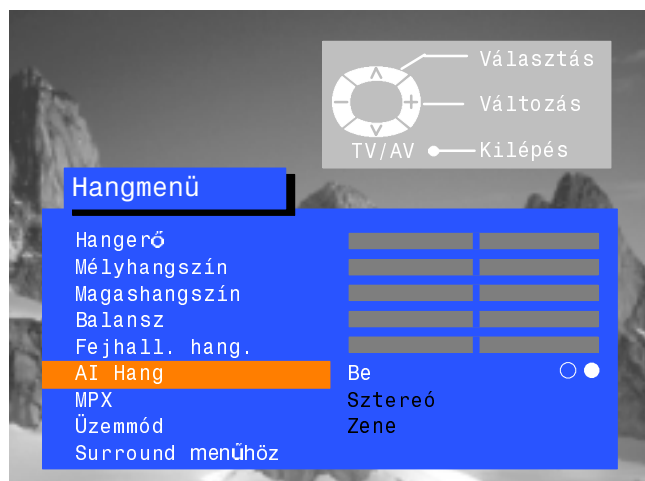 Választás
Változás
TV/AV Kilépés
Hangmenü
Hangerő
Mélyhangszín
Magashangszín
Balansz
Fejhall. hang.
AI Hang Be
MPX Sztereó
Üzemmód Zene
Surround menűhöz